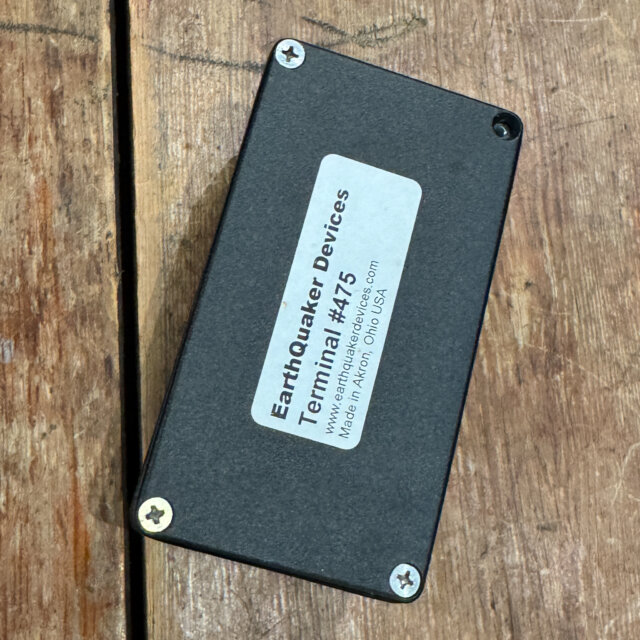 EarthQuaker Devices
Terminal #475
www.earthquakerdevices.com
Made in Akron, Ohio USA